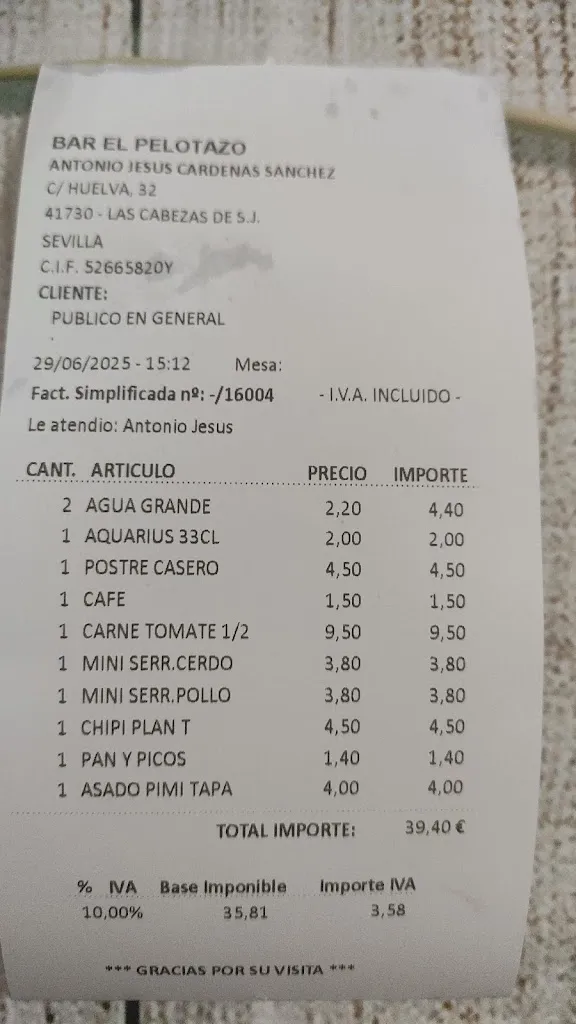 BAR EL PELOTAZO
ANTONIO JESUS CARDENAS SANCHEZ
C/ HUELVA, 32
41730 - LAS CABEZAS DE S.J.
SEVILLA
C.I.F. 52665820Y
CLIENTE:
PUBLICO EN GENERAL
29/06/2025 - 15:12 Mesa:
Fact. Simplificada nº: -/16004 - I.V.A. INCLUIDO -
Le atendio: Antonio Jesus
CANT. ARTICULO PRECIO IMPORTE
2 AGUA GRANDE 2,20 4,40
1 AQUARIUS 33CL 2,00 2,00
1 POSTRE CASERO 4,50 4,50
1 CAFE 1,50 1,50
1 CARNE TOMATE 1/2 9,50 9,50
1 MINI SERR.CERDO 3,80 3,80
1 MINI SERR.POLLO 3,80 3,80
1 CHIPI PLAN T 4,50 4,50
1 PAN Y PICOS 1,40 1,40
1 ASADO PIMI TAPA 4,00 4,00
TOTAL IMPORTE: 39,40 €
% IVA Base Imponible Importe IVA
10,00% 35,81 3,58
*** GRACIAS POR SU VISITA ***